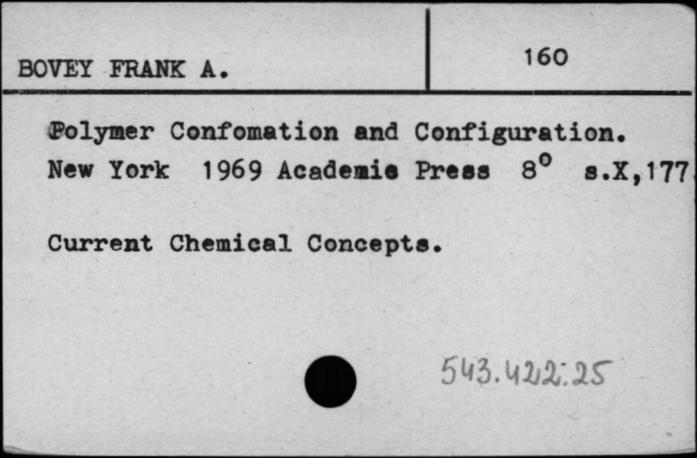 BOVEY FRANK A.
160
Polymer Confomation and Configuration.
New York 1969 Academic Press 8° s.X,177
Current Chemical Concepts.
543.422.25